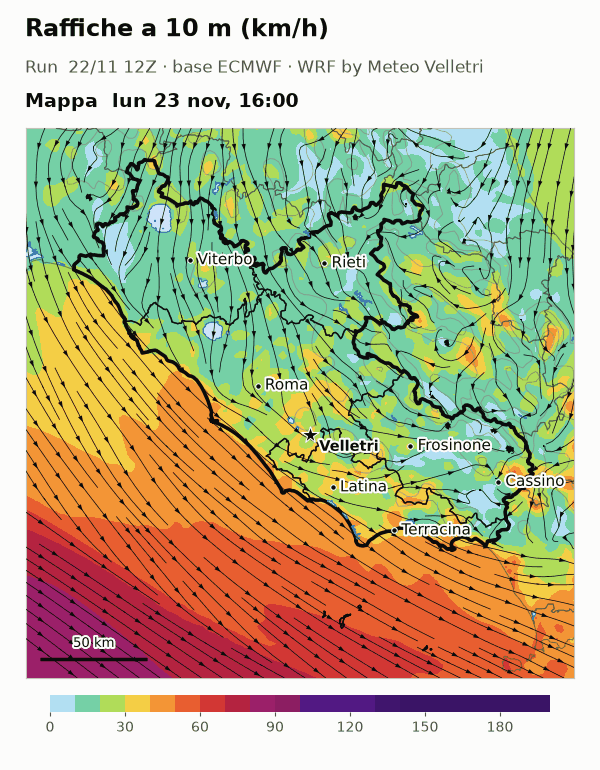 Raffiche a 10 m (km/h)
Run  22/11 12Z · base ECMWF · WRF by Meteo Velletri
Mappa  lun 23 nov, 16:00
Viterbo
Rieti
Roma
Velletri
Frosinone
Cassino
Latina
Terracina
50 km
0 30 60 90 120 150 180